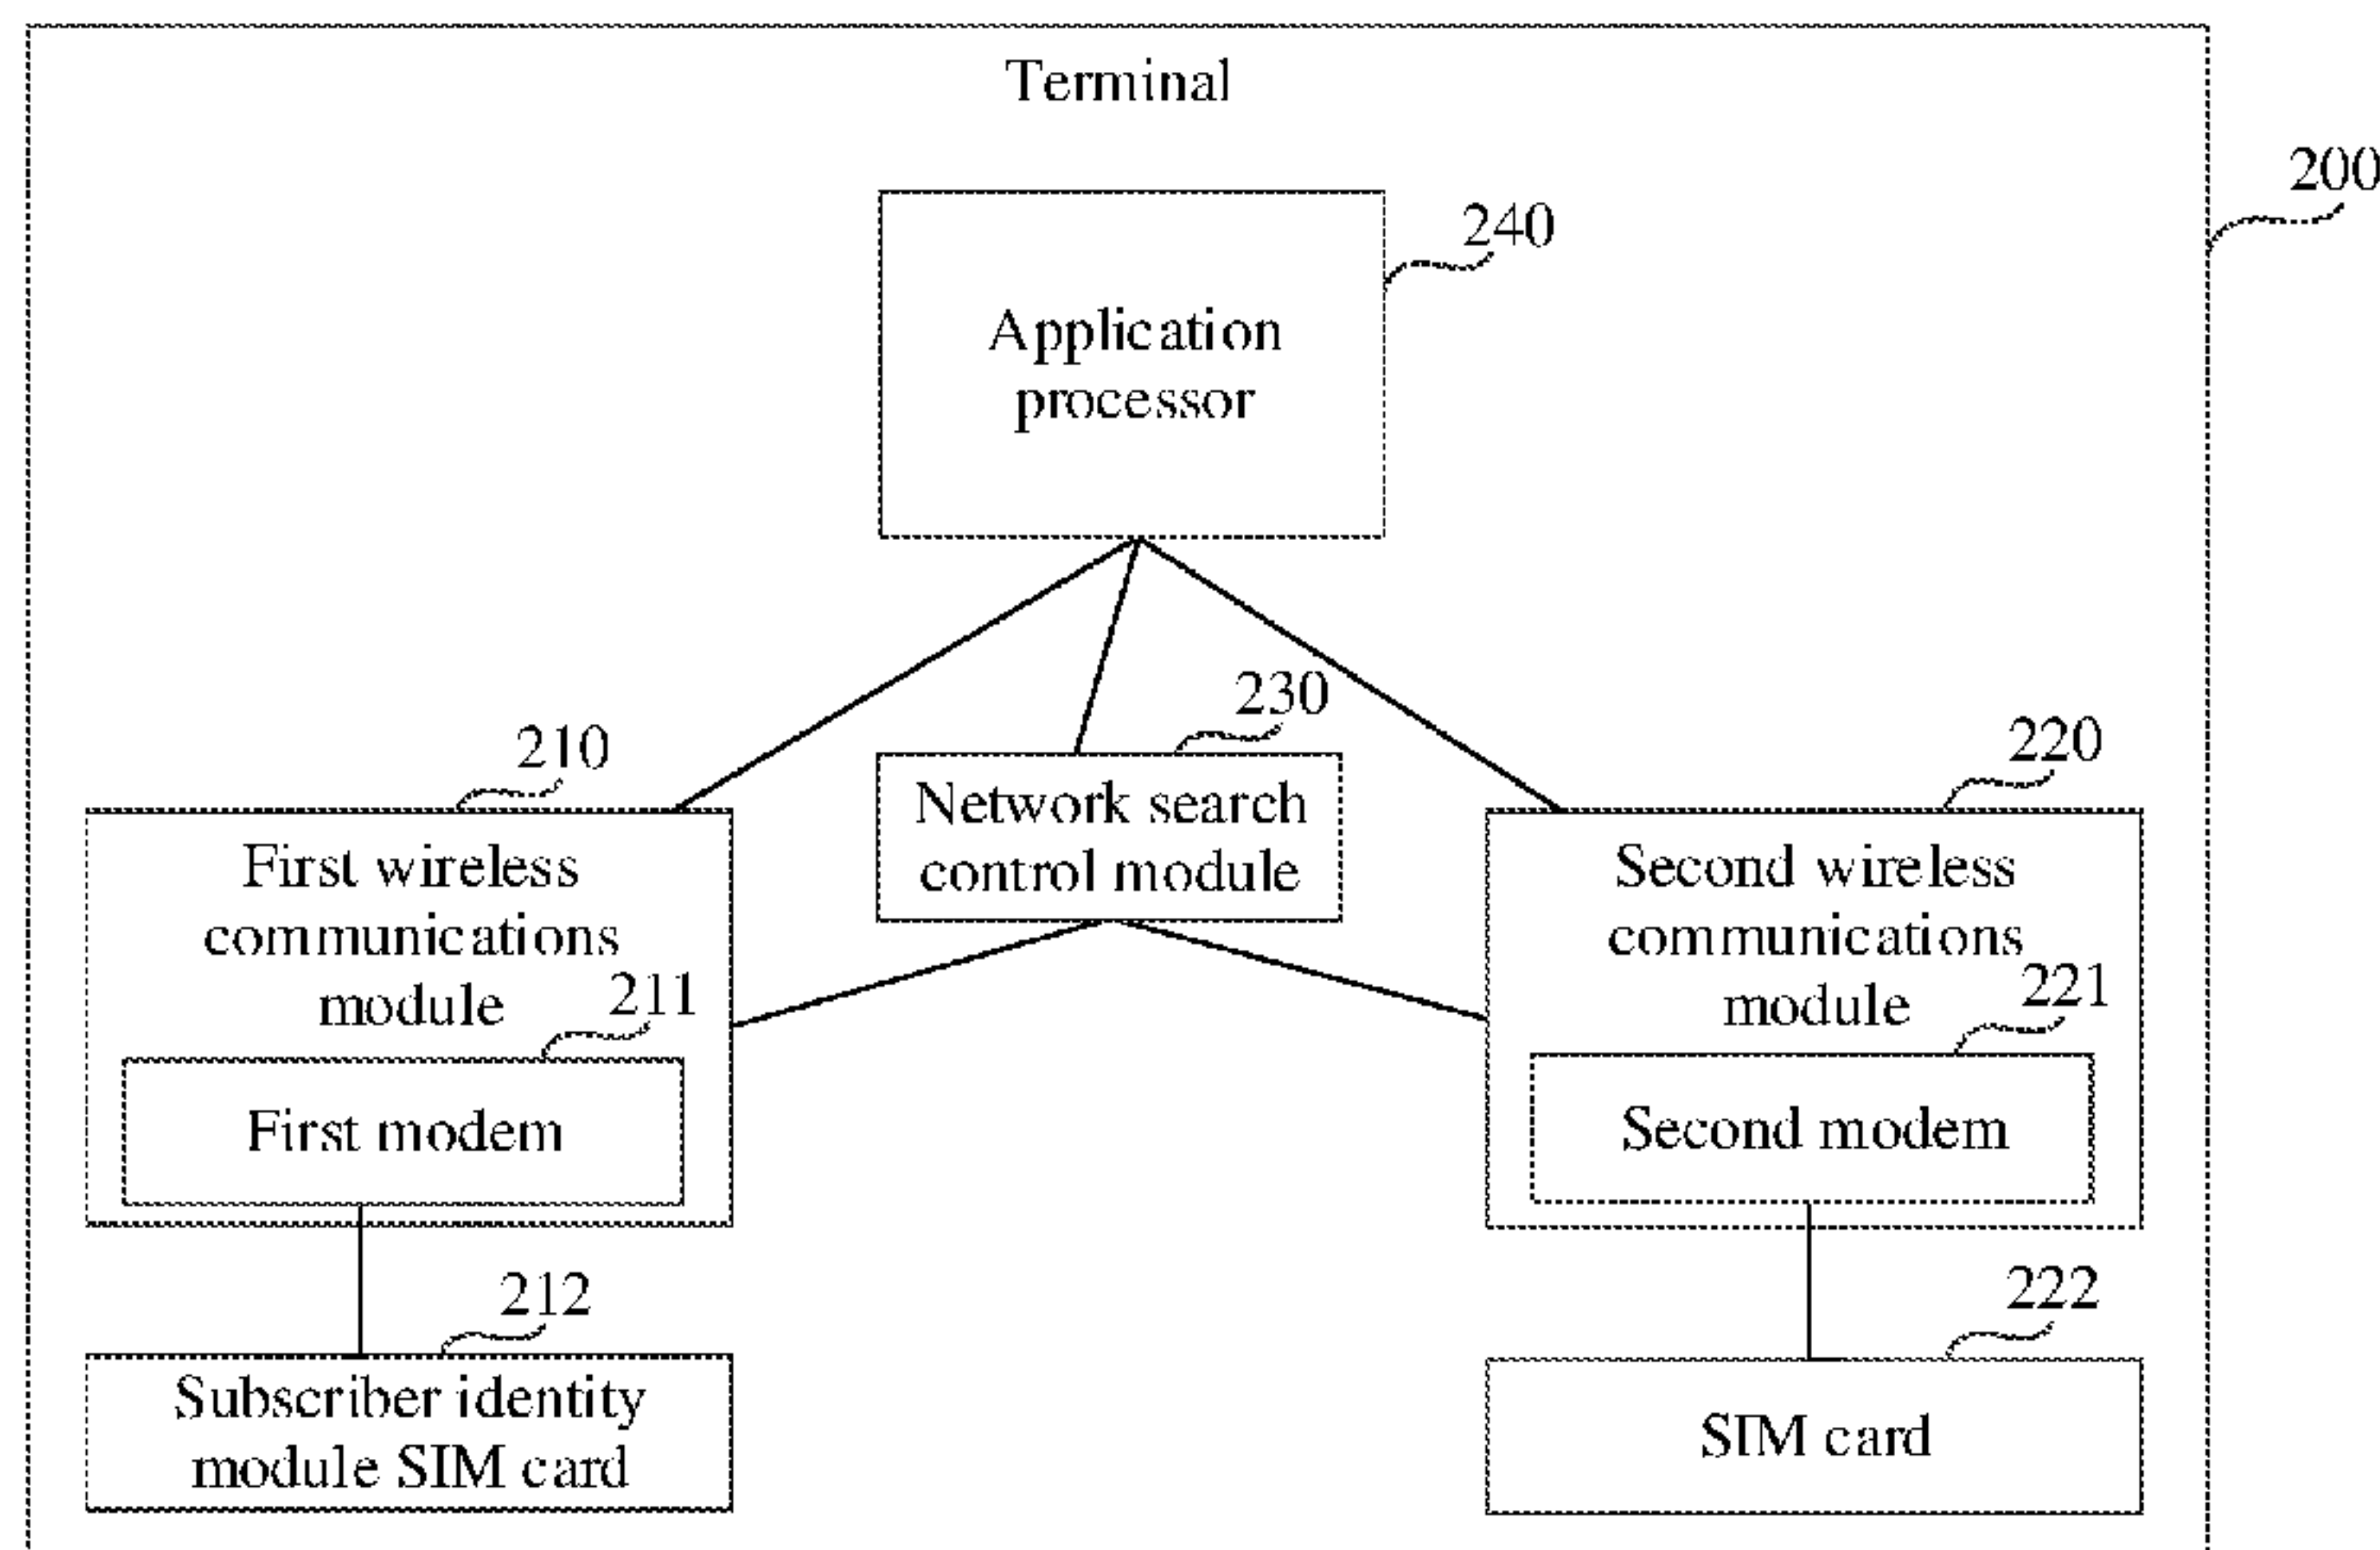 Terminal
200
240
Application
processor
230
210
220
Network search
control module
First wireless
communications
module
Second wireless
communications
module
211
221
First modem
Second modem
212
222
Subscriber identity
module SIM card
SIM card